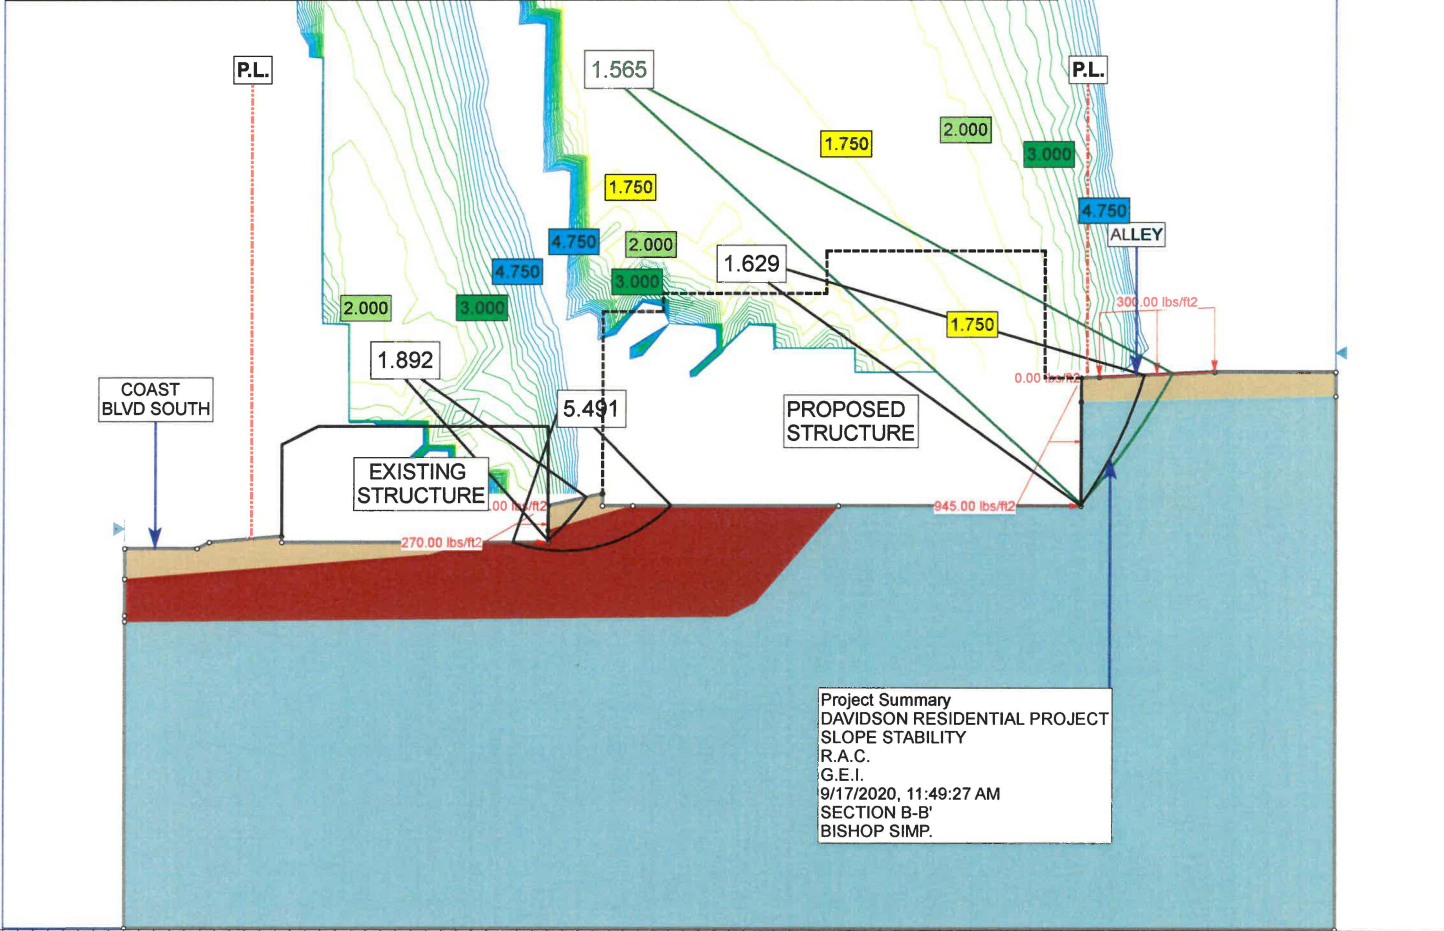 P.L.
1.565
P.L.
2.000
1.750
3.000
1.750
4.750
ALLEY
4.750
2.000
1.629
4.750
3.000
300.00 lbs/ft2
2.000
3.000
1.750
1.892
0.00 lbs/ft2
COAST
BLVD SOUTH
5.491
PROPOSED
STRUCTURE
EXISTING
STRUCTURE
.00 lbs/ft2
945.00 lbs/ft2
270.00 lbs/ft2
Project Summary
DAVIDSON RESIDENTIAL PROJECT
SLOPE STABILITY
R.A.C.
G.E.I.
9/17/2020, 11:49:27 AM
SECTION B-B'
BISHOP SIMP.